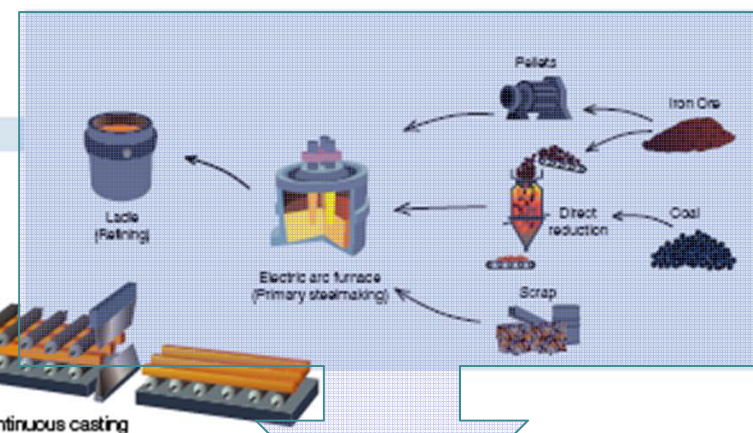 Pellets
Iron Ore
Ladle
(Refining)
Direct
reduction
Coal
Electric arc furnace
(Primary steelmaking)
Scrap
ntinuous casting